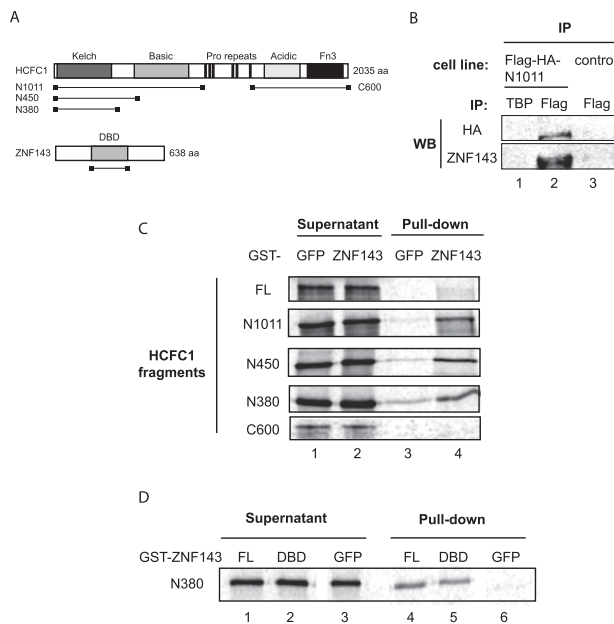 A
Kelch Basic Pro repeats Acidic Fn3
HCFC1 2035 aa
N1011 C600
N450
N380
DBD
ZNF143 638 aa
B
IP
cell line: Flag-HA-N1011 contro
IP: TBP Flag Flag
WB
HA
ZNF143
1 2 3
C
Supernatant Pull-down
GST- GFP ZNF143 GFP ZNF143
HCFC1 fragments
FL
N1011
N450
N380
C600
1 2 3 4
D
Supernatant Pull-down
GST-ZNF143 FL DBD GFP FL DBD GFP
N380
1 2 3 4 5 6